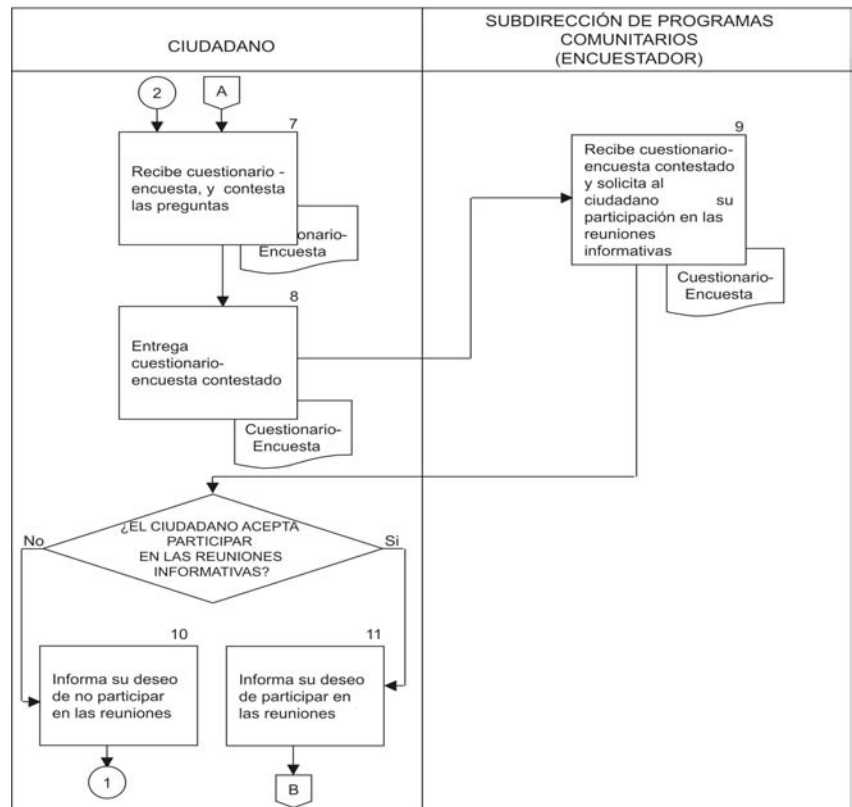 CIUDADANO
SUBDIRECCIÓN DE PROGRAMAS
COMUNITARIOS
(ENCUESTADOR)
2
A
7
Recibe cuestionario -
encuesta, y contesta
las preguntas
onario-
Encuesta
9
Recibe cuestionario-
encuesta contestado
y solicita al
ciudadano su
participación en las
reuniones
informativas
Cuestionario-
Encuesta
8
Entrega
cuestionario-
encuesta contestado
Cuestionario-
Encuesta
¿EL CIUDADANO ACEPTA
PARTICIPAR
EN LAS REUNIONES
INFORMATIVAS?
No
Si
10
Informa su deseo
de no participar
en las reuniones
11
Informa su deseo
de participar en
las reuniones
1
B